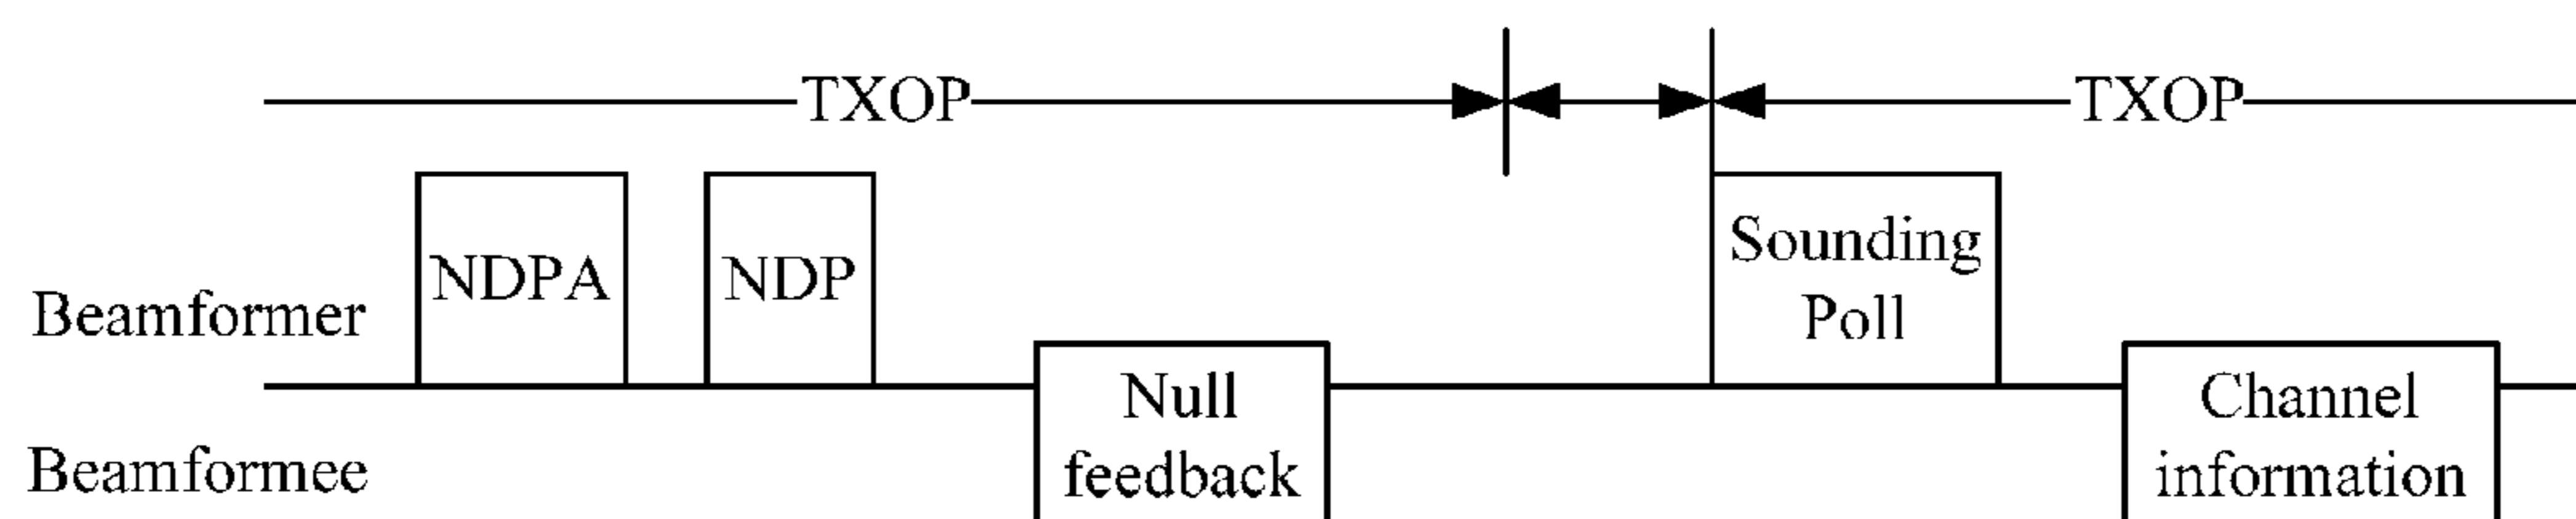 TXOP
TXOP
NDPA
NDP
Sounding
Poll
Beamformer
Null
feedback
Channel
information
Beamformee